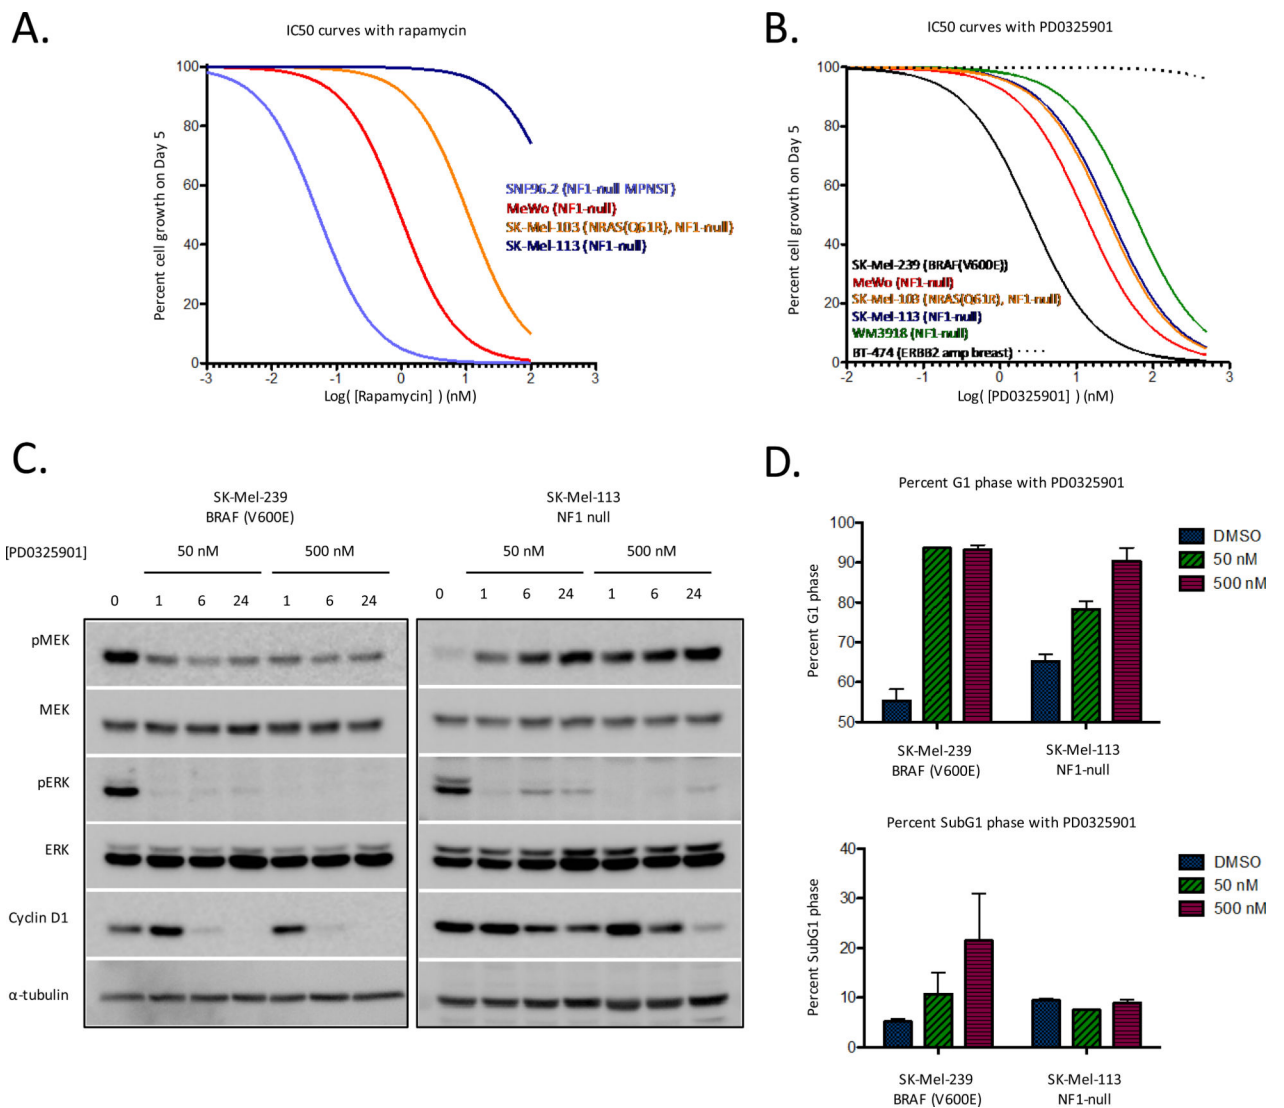 A.
IC50 curves with rapamycin
Percent cell growth on Day 5
100
80
60
40
20
0
-3
-2
-1
0
1
2
3
Log( [Rapamycin] ) (nM)
SNF96.2 (NF1-null MPNST)
MeWo (NF1-null)
SK-Mel-103 (NRAS(Q61R), NF1-null)
SK-Mel-113 (NF1-null)
B.
IC50 curves with PD0325901
Percent cell growth on Day 5
100
80
60
40
20
0
-2
-1
0
1
2
3
Log( [PD0325901] ) (nM)
SK-Mel-239 (BRAF(V600E))
MeWo (NF1-null)
SK-Mel-103 (NRAS(Q61R), NF1-null)
SK-Mel-113 (NF1-null)
WM3918 (NF1-null)
BT-474 (ERBB2 amp breast)
C.
SK-Mel-239
BRAF (V600E)
SK-Mel-113
NF1 null
[PD0325901]
50 nM
500 nM
50 nM
500 nM
0 1 6 24 1 6 24
0 1 6 24 1 6 24
pMEK
MEK
pERK
ERK
Cyclin D1
α-tubulin
D.
Percent G1 phase with PD0325901
Percent G1 phase
100
90
80
70
60
50
SK-Mel-239
BRAF (V600E)
SK-Mel-113
NF1-null
DMSO
50 nM
500 nM
Percent SubG1 phase with PD0325901
Percent SubG1 phase
40
30
20
10
0
SK-Mel-239
BRAF (V600E)
SK-Mel-113
NF1-null
DMSO
50 nM
500 nM